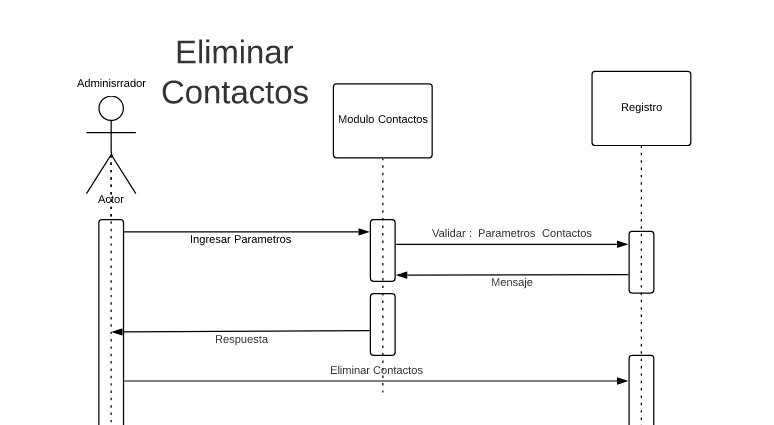 Eliminar
Contactos
Adminisrrador
Modulo Contactos
Registro
Actor
Ingresar Parametros
Validar : Parametros Contactos
Mensaje
Respuesta
Eliminar Contactos